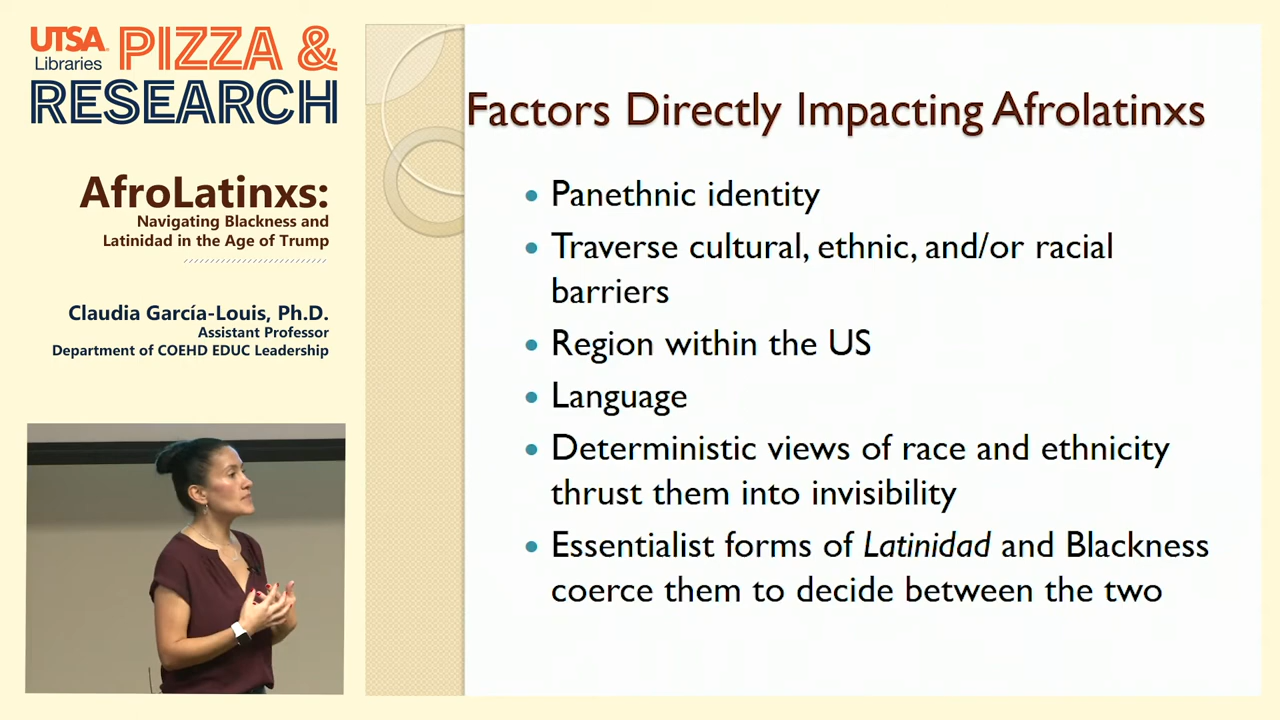 UTSA
Libraries
PIZZA &
RESEARCH
AfroLatinxs:
Navigating Blackness and
Latinidad in the Age of Trump
Claudia García-Louis, Ph.D.
Assistant Professor
Department of COEHD EDUC Leadership
Factors Directly Impacting Afrolatinxs
• Panethnic identity
• Traverse cultural, ethnic, and/or racial
barriers
• Region within the US
• Language
• Deterministic views of race and ethnicity
thrust them into invisibility
• Essentialist forms of Latinidad and Blackness
coerce them to decide between the two